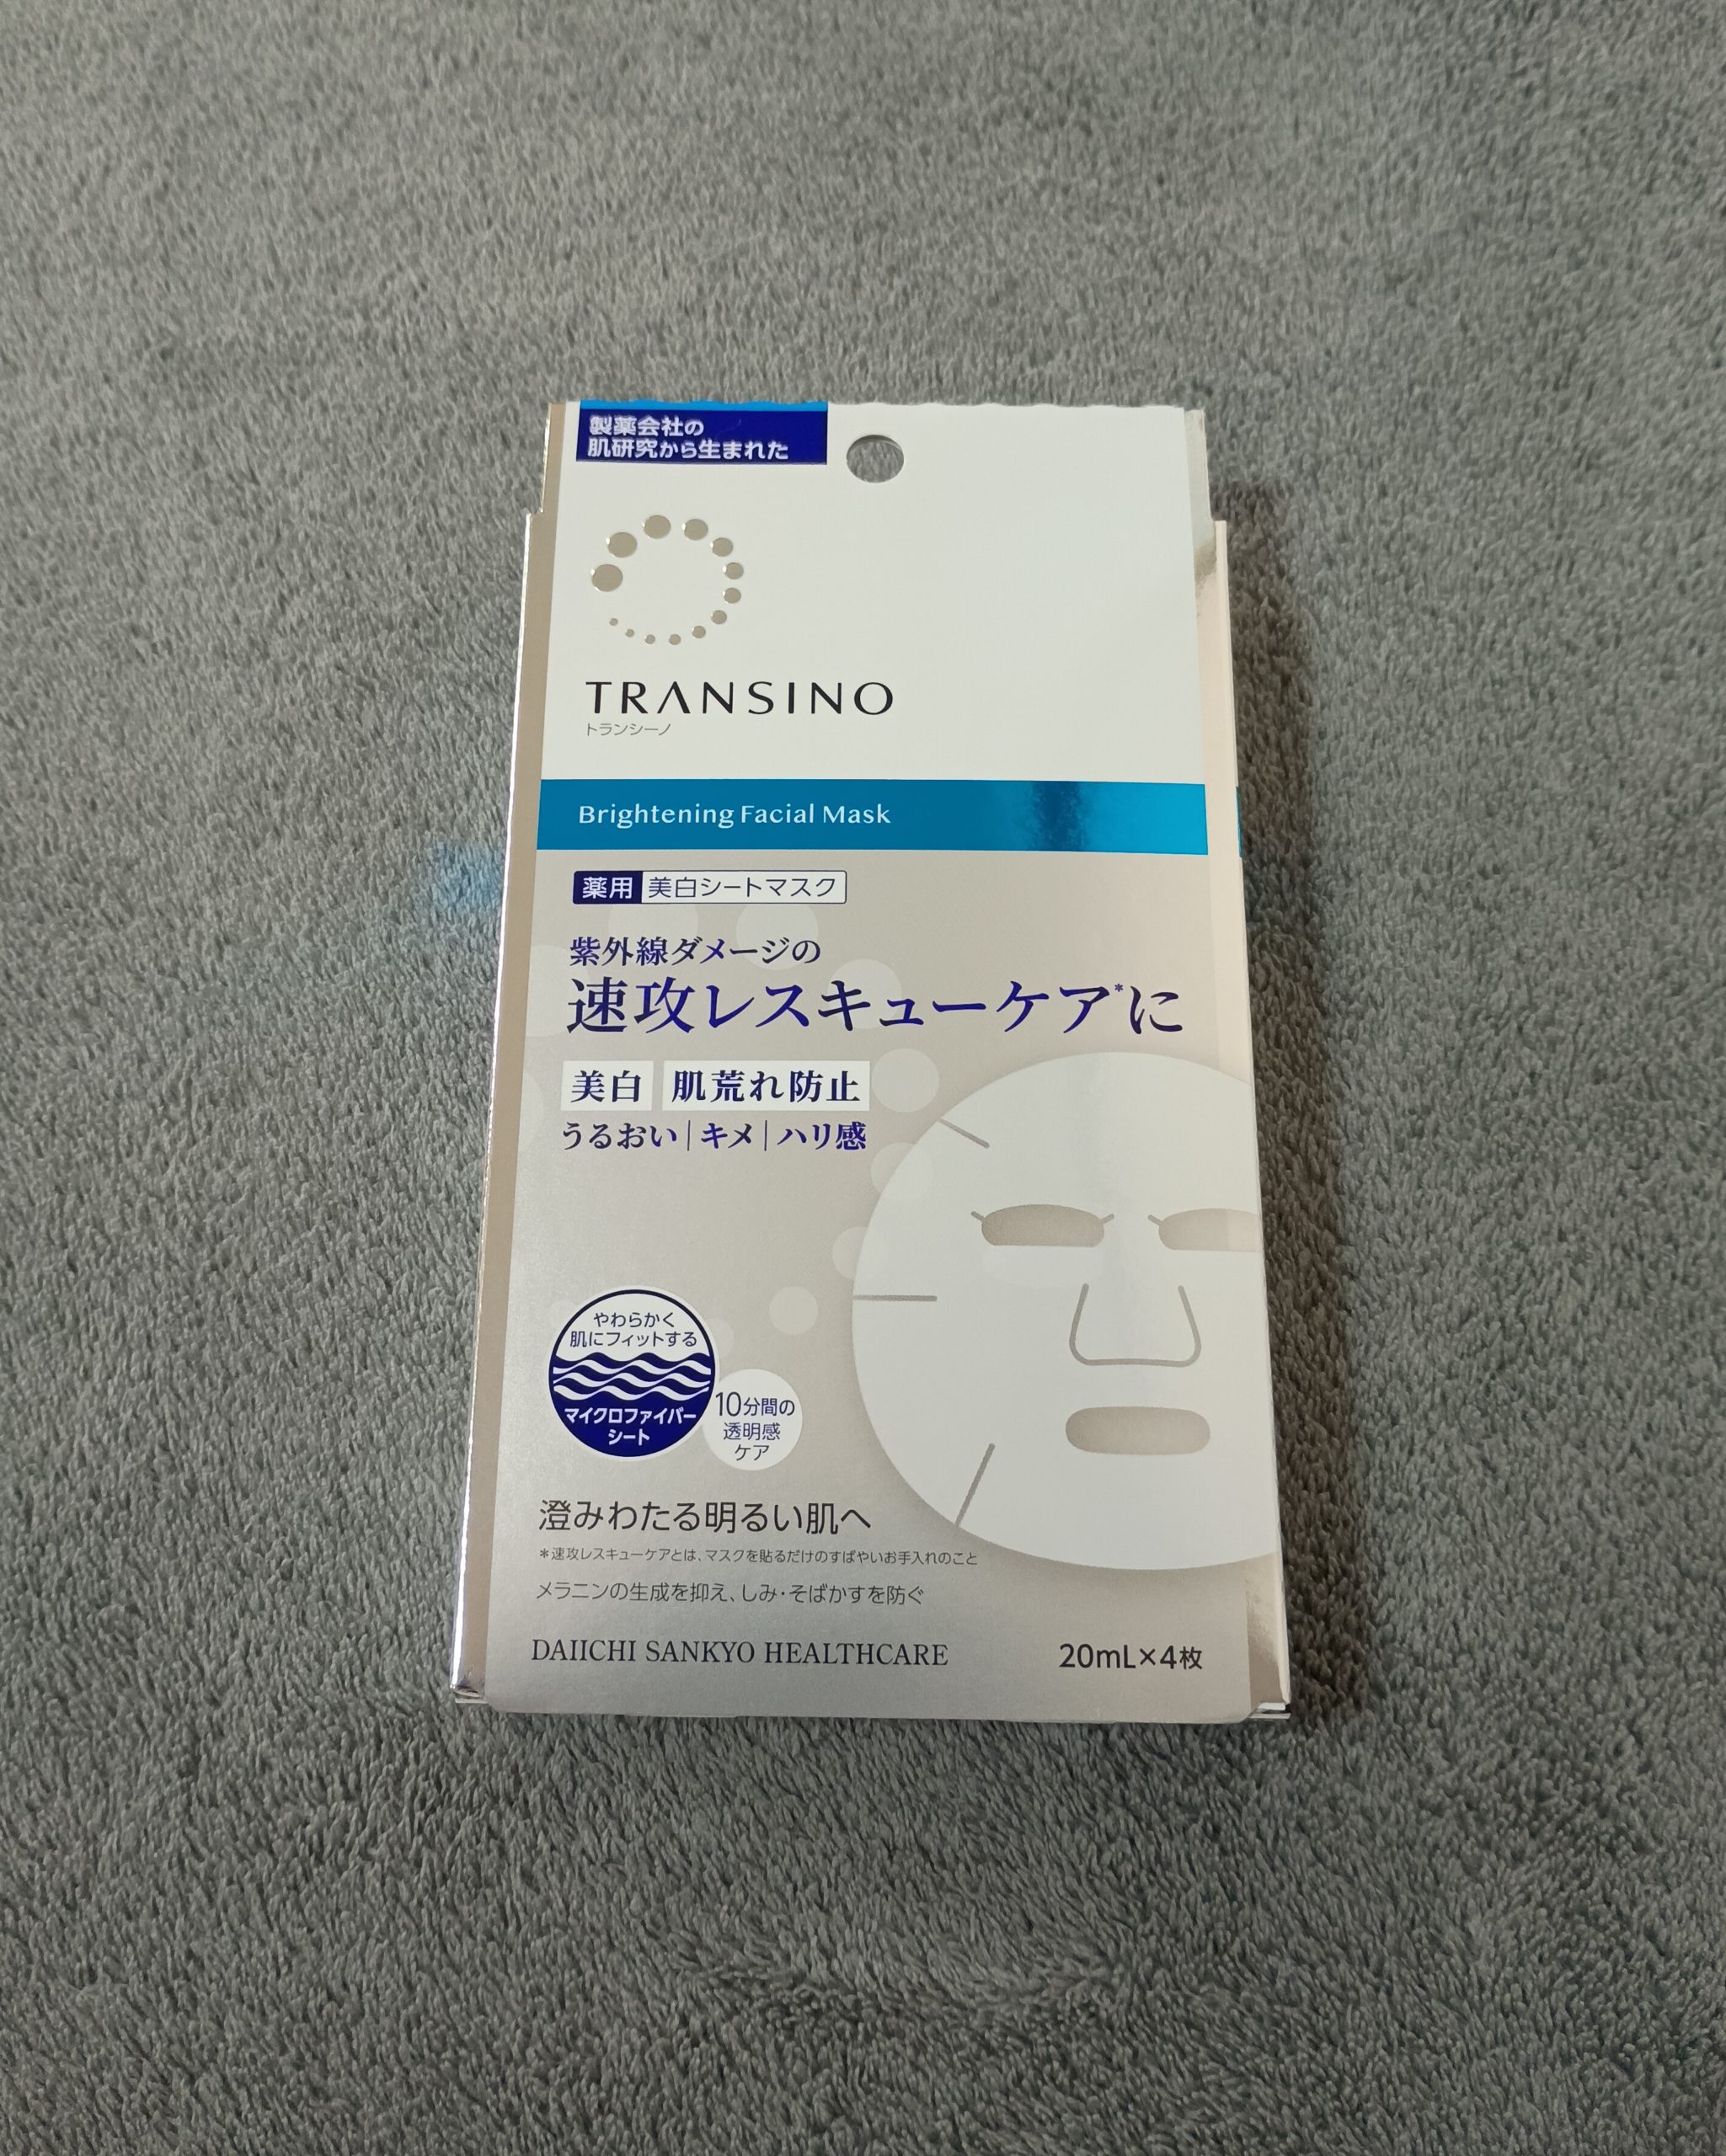 製薬会社の
肌研究から生まれた
TRANSINO
トランシーノ
Brightening Facial Mask
薬用 美白シートマスク
紫外線ダメージの
速攻レスキューケア*に
美白 肌荒れ防止
うるおい|キメ|ハリ感
やわらかく
肌にフィットする
マイクロファイバー
シート
10分間の
透明感
ケア
澄みわたる明るい肌へ
*速攻レスキューケアとは、マスクを貼るだけのすばやいお手入れのこと
メラニンの生成を抑え、しみ・そばかすを防ぐ
DAIICHI SANKYO HEALTHCARE
20mL×4枚